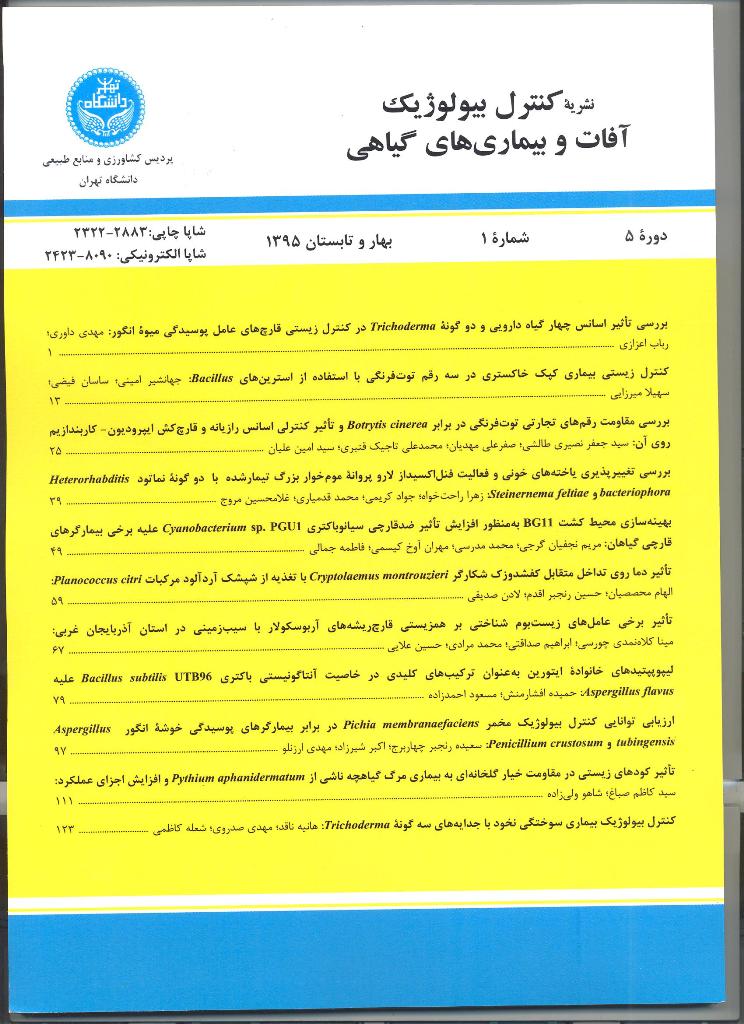 نشریۀ کنترل بیولوژیک
آفات و بیماری‌های گیاهی
دانشگاه تهران
پردیس کشاورزی و منابع طبیعی
دانشگاه تهران
دورۀ ۵
شمارۀ ۱
بهار و تابستان ۱۳۹۵
شاپا چاپی: ۲۸۸۳-۲۳۲۲
شاپا الکترونیکی: ۸۰۹۰-۲۴۲۳
بررسی تأثیر اسانس چهار گیاه دارویی و دو گونۀ Trichoderma در کنترل زیستی قارچ‌های عامل پوسیدگی میوۀ انگور: مهدی داوری؛
رباب اعزازی ........ ۱
کنترل زیستی بیماری کپک خاکستری در سه رقم توت‌فرنگی با استفاده از استرین‌های Bacillus: جهانشیر امینی؛ ساسان فیضی؛
سهیلا میرزایی ........ ۱۳
بررسی مقاومت رقم‌های تجارتی توت‌فرنگی در برابر Botrytis cinerea و تأثیر کنترلی اسانس رازیانه و قارچ‌کش ایپرودیون- کاربندازیم
روی آن: سید جعفر نصیری طالشی؛ صفرعلی مهدیان؛ محمدعلی تاجیک قنبری؛ سید امین علیان ........ ۲۵
بررسی تغییرپذیری یاخته‌های خونی و فعالیت فنل‌اکسیداز لارو پروانۀ موم‌خوار بزرگ تیمارشده با دو گونۀ نماتود Heterorhabditis
bacteriophora و Steinernema feltiae: زهرا راحت‌خواه؛ جواد کریمی؛ محمد قدمیاری؛ غلامحسین مروج ........ ۳۹
بهینه‌سازی محیط کشت BG11 به‌منظور افزایش تأثیر ضدقارچی سیانوباکتری Cyanobacterium sp. PGU1 علیه برخی بیمارگرهای
قارچی گیاهان: مریم نجفیان گرجی؛ محمد مدرسی؛ مهران آوخ کیسمی؛ فاطمه جمالی ........ ۴۹
تأثیر دما روی تداخل متقابل کفشدوزک شکارگر Cryptolaemus montrouzieri با تغذیه از شپشک آردآلود مرکبات Planococcus citri:
الهام محصصیان؛ حسین رنجبر اقدم؛ لادن صدیقی ........ ۵۹
تأثیر برخی عامل‌های زیست‌بوم شناختی بر همزیستی قارچ‌ریشه‌های آربوسکولار با سیب‌زمینی در استان آذربایجان غربی:
مینا کلاه‌نمدی چورسی؛ ابراهیم صداقتی؛ محمد مرادی؛ حسین علایی ........ ۶۷
لیپوپپتیدهای خانوادۀ ایتورین به‌عنوان ترکیب‌های کلیدی در خاصیت آنتاگونیستی باکتری Bacillus subtilis UTB96 علیه
Aspergillus flavus: حمیده افشارمنش؛ مسعود احمدزاده ........ ۷۹
ارزیابی توانایی کنترل بیولوژیک مخمر Pichia membranaefaciens در برابر بیمارگرهای پوسیدگی خوشۀ انگور Aspergillus
tubingensis و Penicillium crustosum: سعیده رنجبر چهاربرج؛ اکبر شیرزاد؛ مهدی ارزنلو ........ ۹۷
تأثیر کودهای زیستی در مقاومت خیار گلخانه‌ای به بیماری مرگ گیاهچه ناشی از Pythium aphanidermatum و افزایش اجزای عملکرد:
سید کاظم صباغ؛ شاهو ولی‌زاده ........ ۱۱۱
کنترل بیولوژیک بیماری سوختگی نخود با جدایه‌های سه گونۀ Trichoderma: هانیه ناقد؛ مهدی صدروی؛ شعله کاظمی ........ ۱۲۳